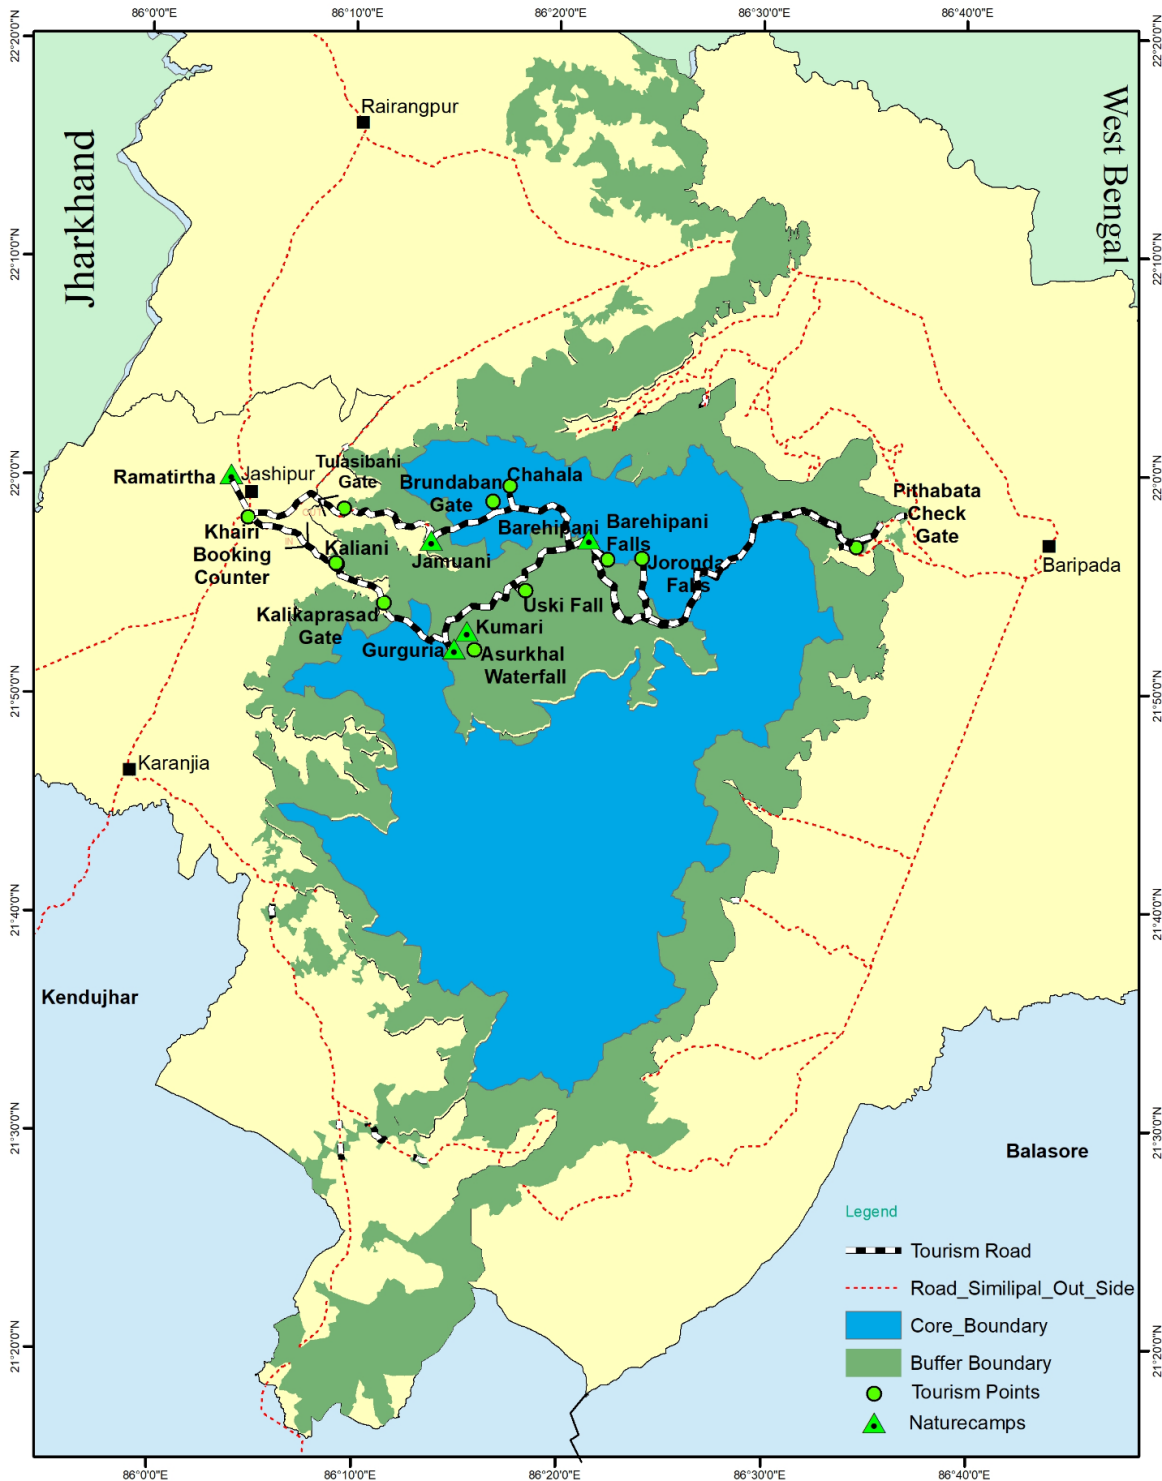 86°0'0"E
86°10'0"E
86°20'0"E
86°30'0"E
86°40'0"E
22°20'0"N
22°20'0"N
Rairangpur
Jharkhand
West Bengal
22°10'0"N
22°10'0"N
22°0'0"N
22°0'0"N
Ramatirtha
Jashipur
Tulasibani
Gate
Brundaban
Gate
Chahala
Pithabata
Check
Gate
Khairi
Booking
Counter
OUT
IN
Kaliani
Jamuani
Barehipani
Barehipani
Falls
Joronda
Falls
Baripada
Kalikaprasad
Gate
Uski Fall
Kumari
Gurguria
Asurkhal
Waterfall
21°50'0"N
21°50'0"N
Karanjia
21°40'0"N
21°40'0"N
Kendujhar
21°30'0"N
21°30'0"N
Balasore
Legend
Tourism Road
Road_Similipal_Out_Side
Core_Boundary
Buffer Boundary
Tourism Points
Naturecamps
21°20'0"N
21°20'0"N
86°0'0"E
86°10'0"E
86°20'0"E
86°30'0"E
86°40'0"E